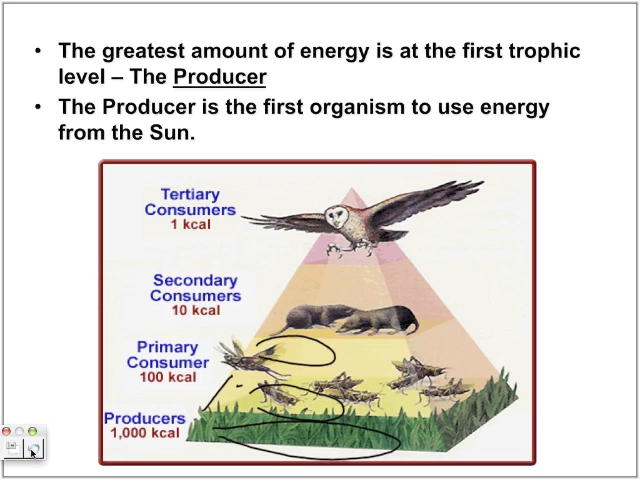 • The greatest amount of energy is at the first trophic
level – The Producer
• The Producer is the first organism to use energy
from the Sun.
Tertiary
Consumers
1 kcal
Secondary
Consumers
10 kcal
Primary
Consumer
100 kcal
Producers
1,000 kcal